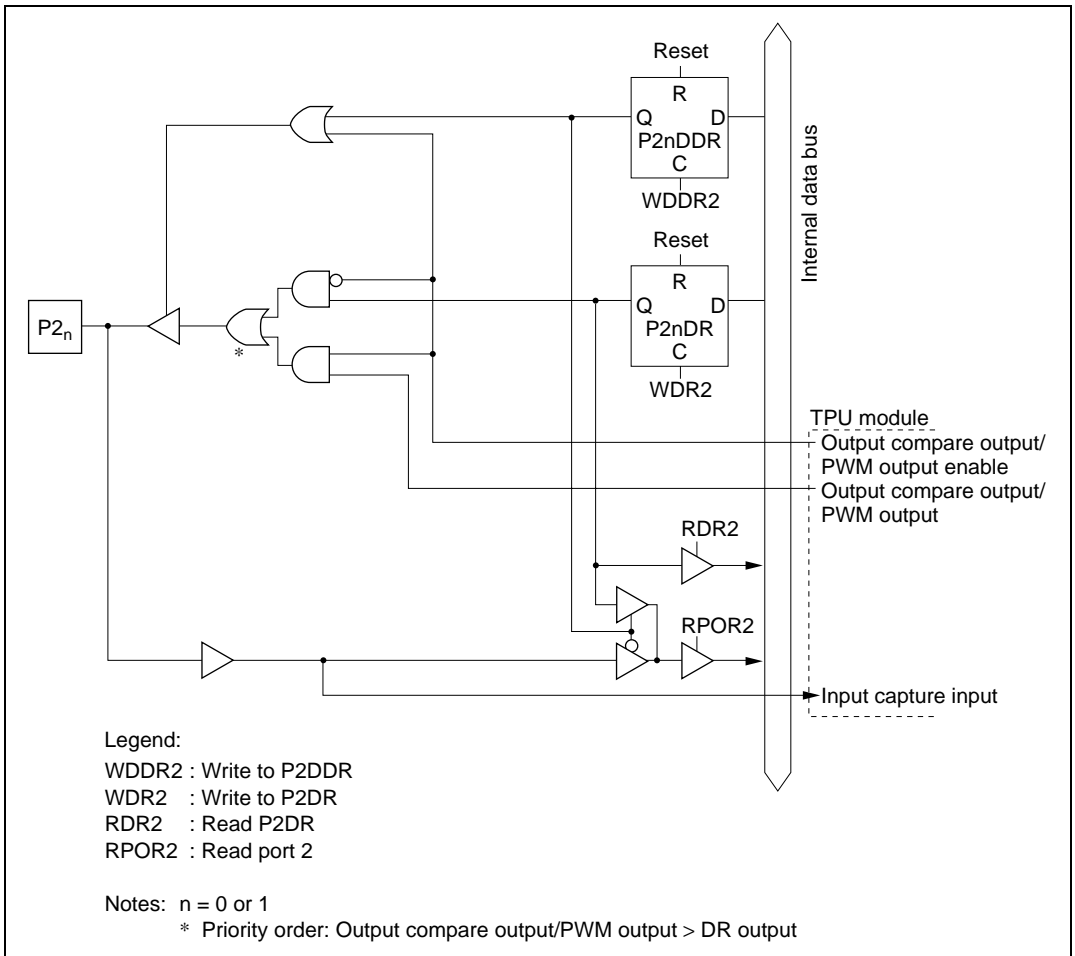 Reset
R
Q D
P2nDDR
C
WDDR2
Internal data bus
Reset
R
Q D
P2nDR
C
WDR2
P2n
*
TPU module
Output compare output/
PWM output enable
Output compare output/
PWM output
RDR2
RPOR2
Input capture input
Legend:
WDDR2 : Write to P2DDR
WDR2 : Write to P2DR
RDR2 : Read P2DR
RPOR2 : Read port 2
Notes: n = 0 or 1
* Priority order: Output compare output/PWM output > DR output